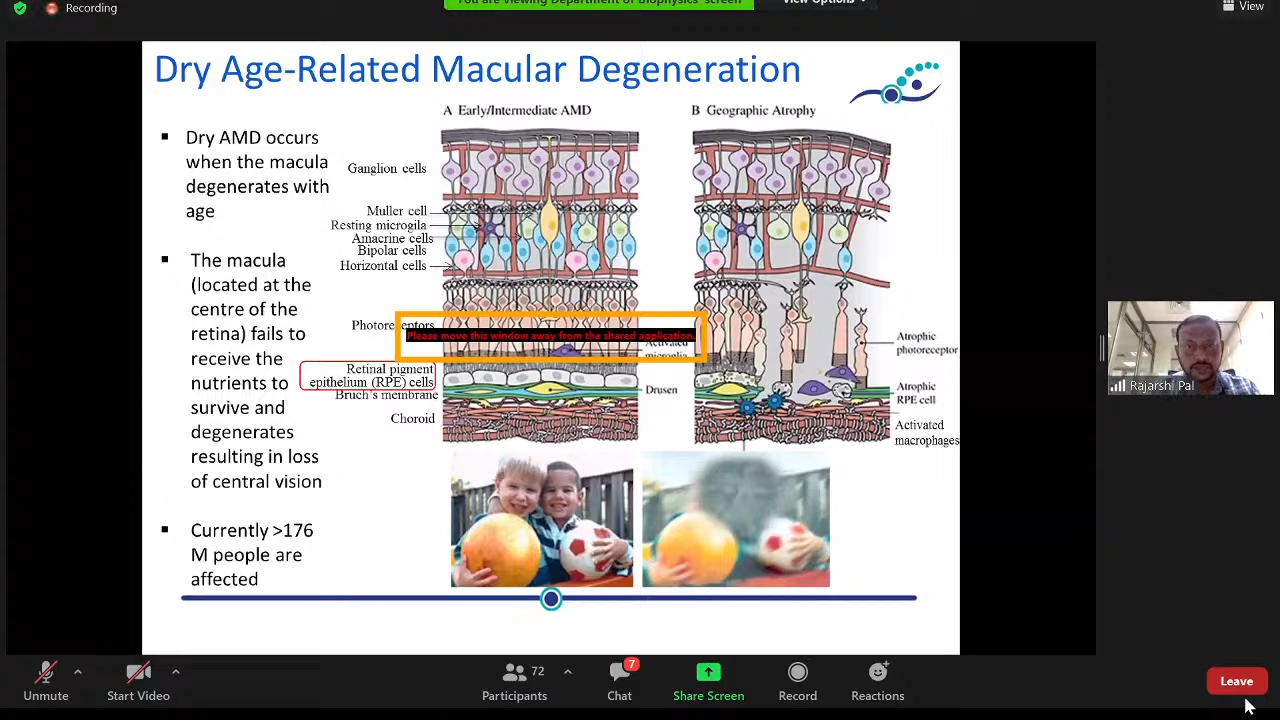 Recording
You are viewing Department of Biophysics' screen
View Options
View
Dry Age-Related Macular Degeneration
Dry AMD occurs
when the macula
degenerates with
age
The macula
(located at the
centre of the
retina) fails to
receive the
nutrients to
survive and
degenerates
resulting in loss
of central vision
Currently >176
M people are
affected
A Early/Intermediate AMD
B Geographic Atrophy
Ganglion cells
Muller cell
Resting microgila
Amacrine cells
Bipolar cells
Horizontal cells
Photoreceptors
Please move this window away from the shared application.
Activated
microglia
Retinal pigment
epithelium (RPE) cells
Bruch's membrane
Choroid
Drusen
Atrophic
photoreceptor
Atrophic
RPE cell
Activated
macrophages
Rajarshi Pal
Unmute
Start Video
72
Participants
7
Chat
Share Screen
Record
Reactions
Leave